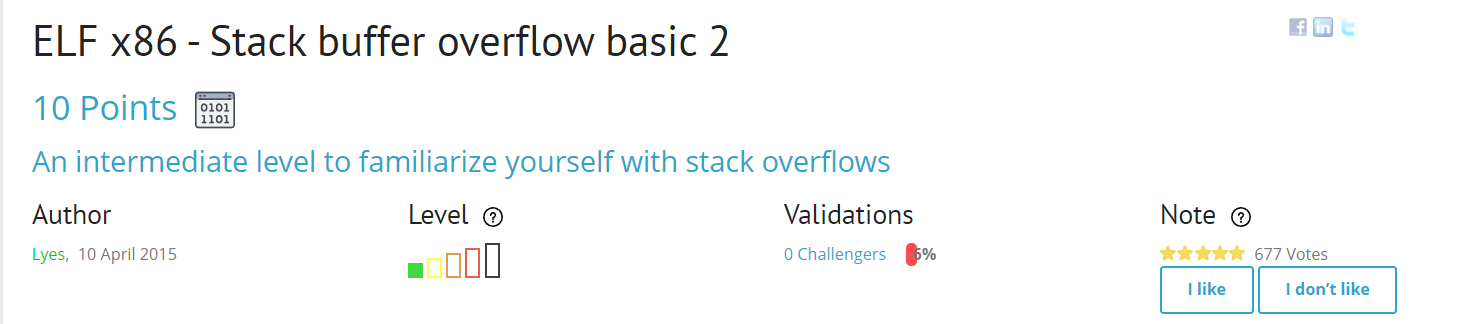 ELF x86 - Stack buffer overflow basic 2
10 Points
0101
1101
An intermediate level to familiarize yourself with stack overflows
Author
Level ?
Validations
Note ?
Lyes, 10 April 2015
0 Challengers 6%
677 Votes
I like
I don't like